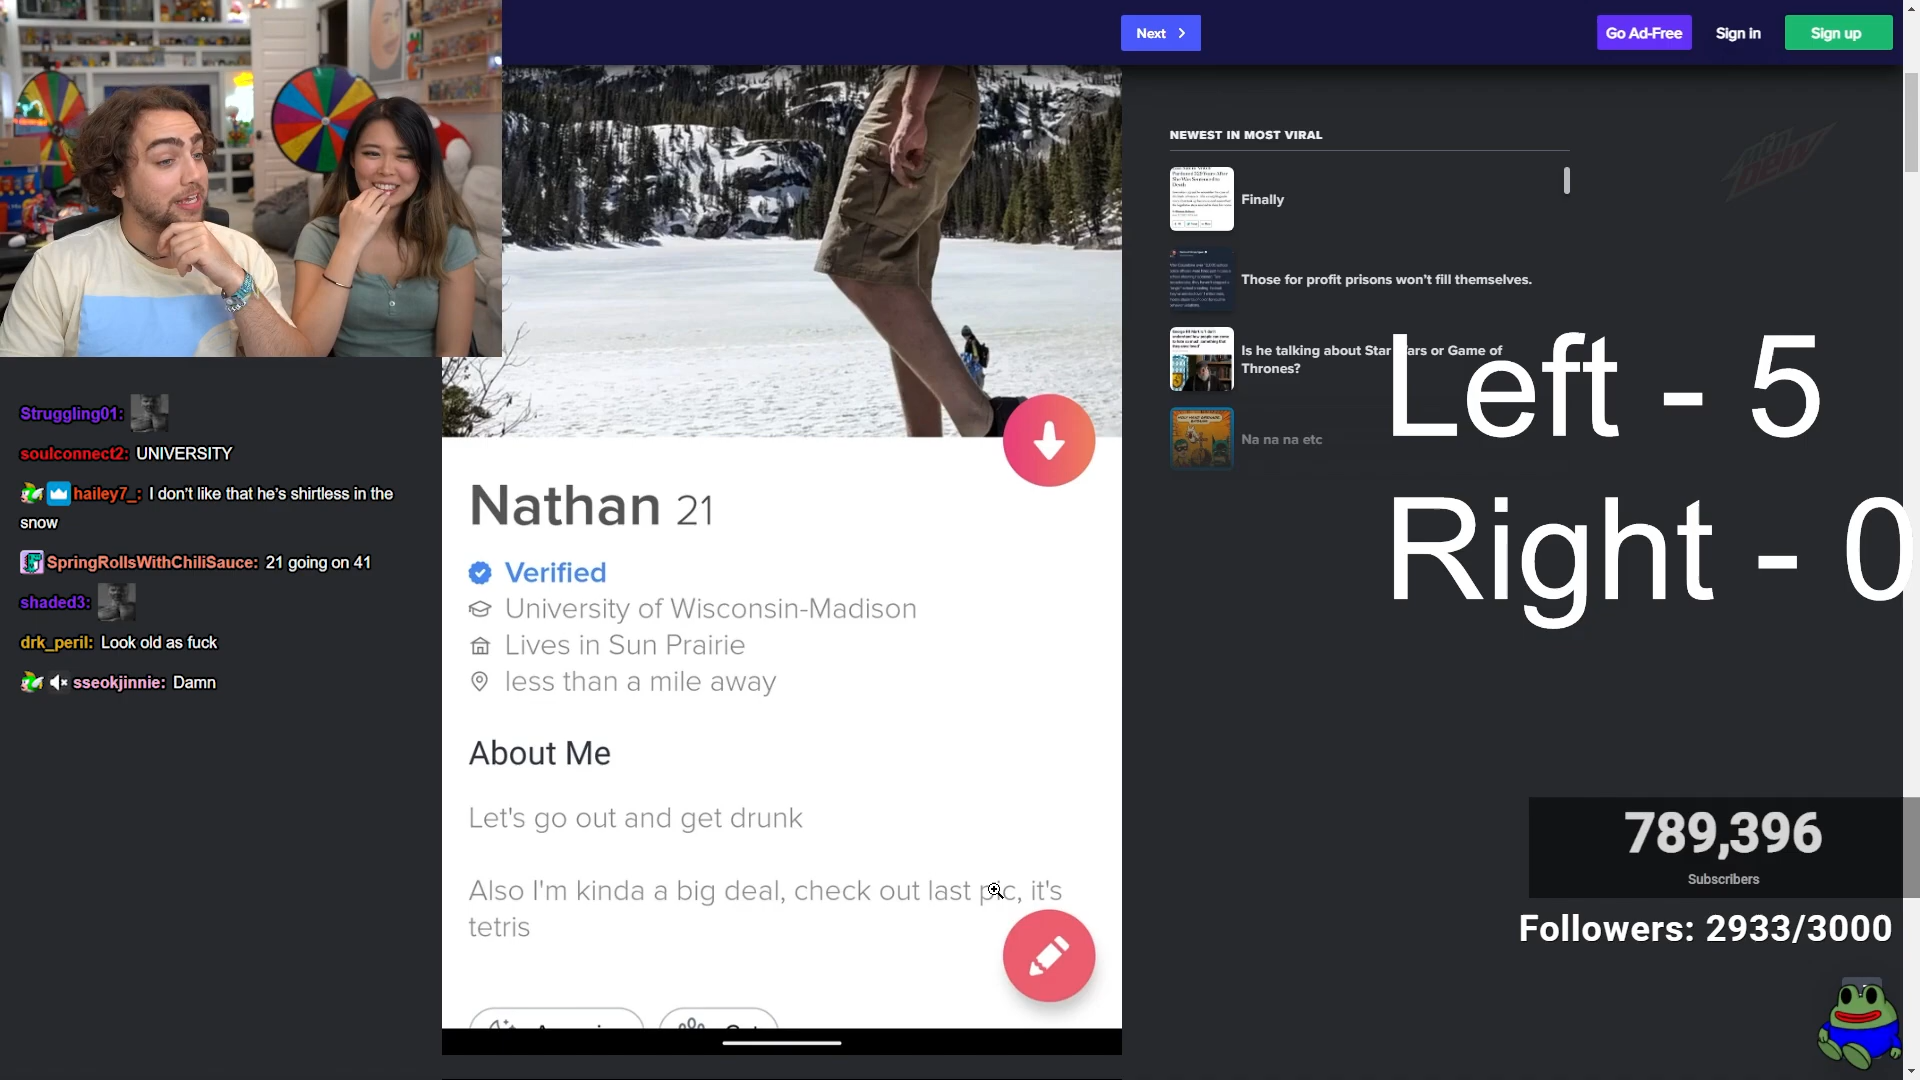 Next
Go Ad-Free
Sign in
Sign up
NEWEST IN MOST VIRAL
Finally
Those for profit prisons won't fill themselves.
Is he talking about Star ars or Game of
Thrones?
Na na na etc
Left - 5
Right - 0
Struggling01:
soulconnect2: UNIVERSITY
hailey7_: I don't like that he's shirtless in the
snow
SpringRollsWithChiliSauce: 21 going on 41
shaded3:
drk_peril: Look old as fuck
sseokjinnie: Damn
Nathan 21
Verified
University of Wisconsin-Madison
Lives in Sun Prairie
less than a mile away
About Me
Let's go out and get drunk
Also I'm kinda a big deal, check out last pic, it's
tetris
789,396
Subscribers
Followers: 2933/3000